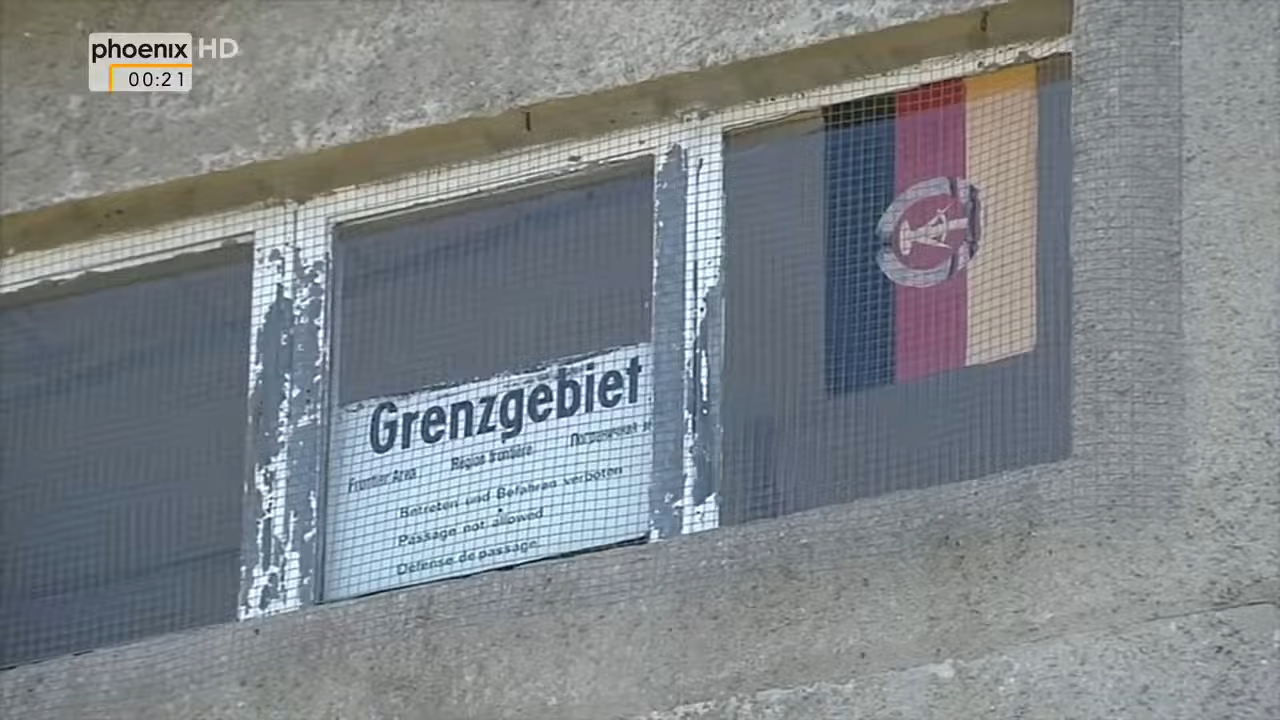 phoenix HD
00:21
Grenzgebiet
Frontier Area Région frontière Пограничная
Betreten und Befahren verboten
Passage not allowed
Défense de passage